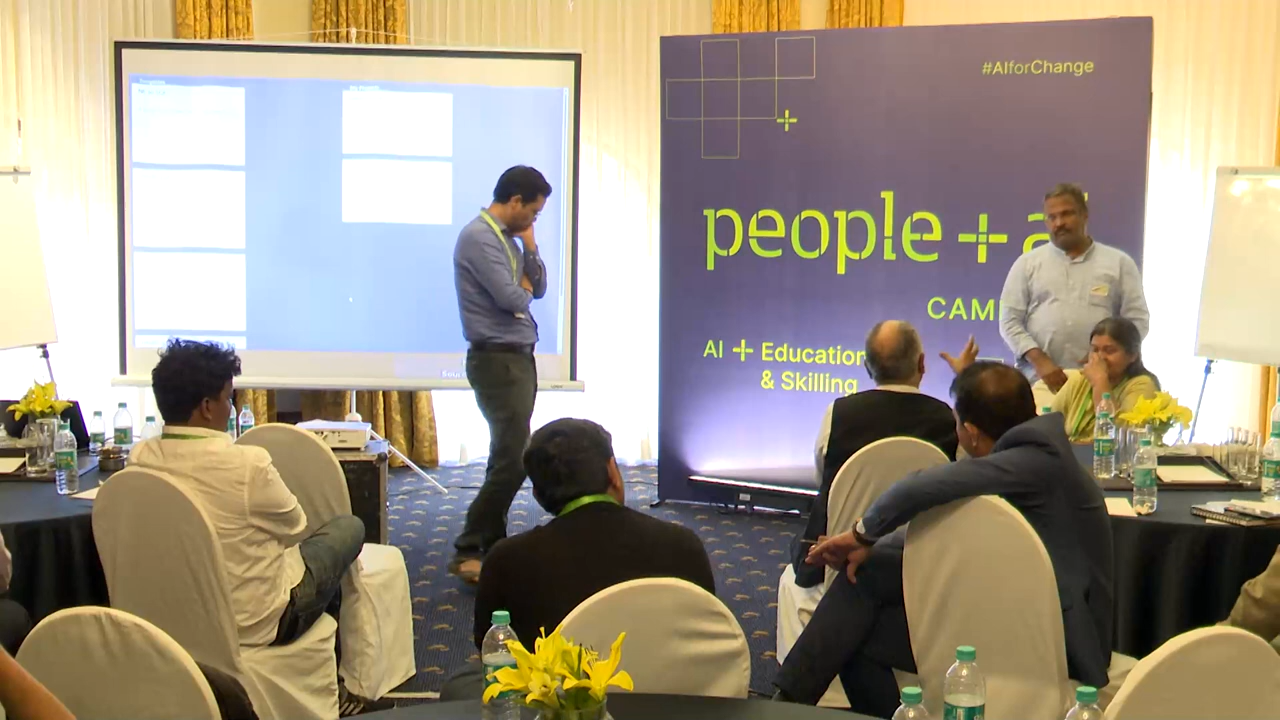 #AIforChange
people + a
CAM
AI + Education
& Skilling